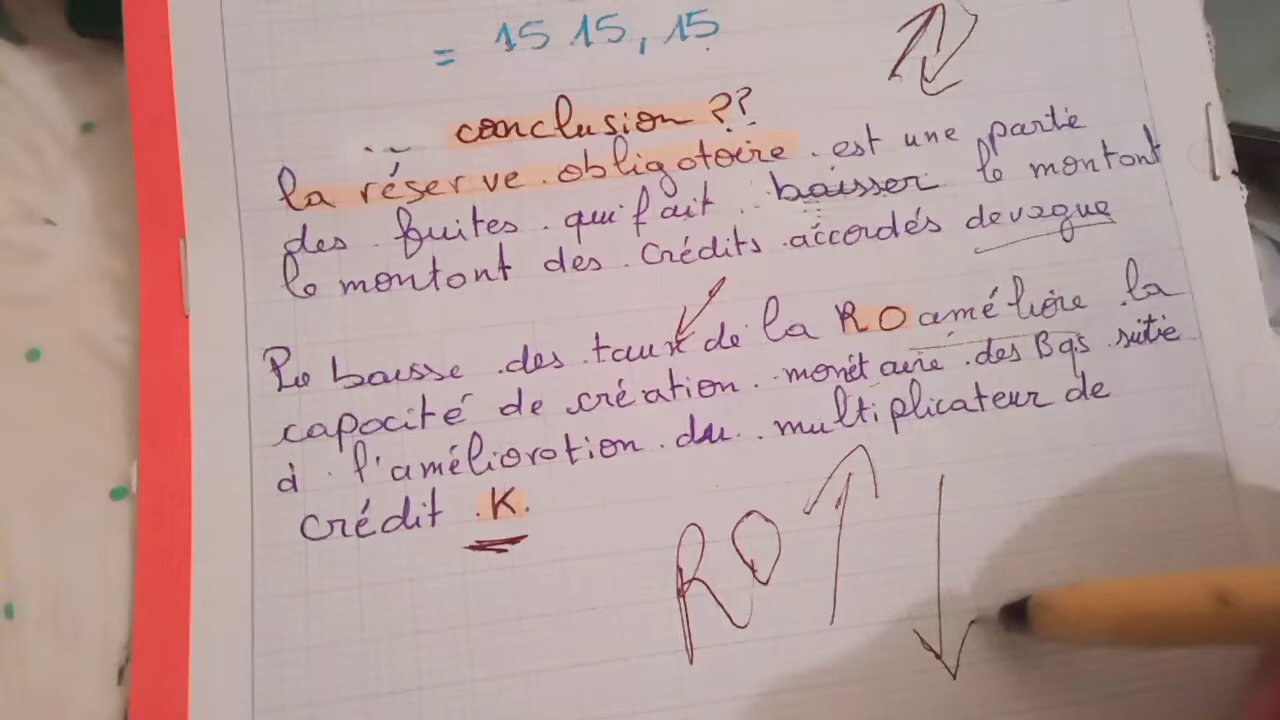 = 15 15,15
conclusion ??
la réserve obligatoire est une partie
des fuites qui fait baisser le montant
le montant des crédits accordés
la baisse des taux de la RO améliore la
capacité de création monétaire des Bqs suite
à l'amélioration du multiplicateur de
crédit K.
RO